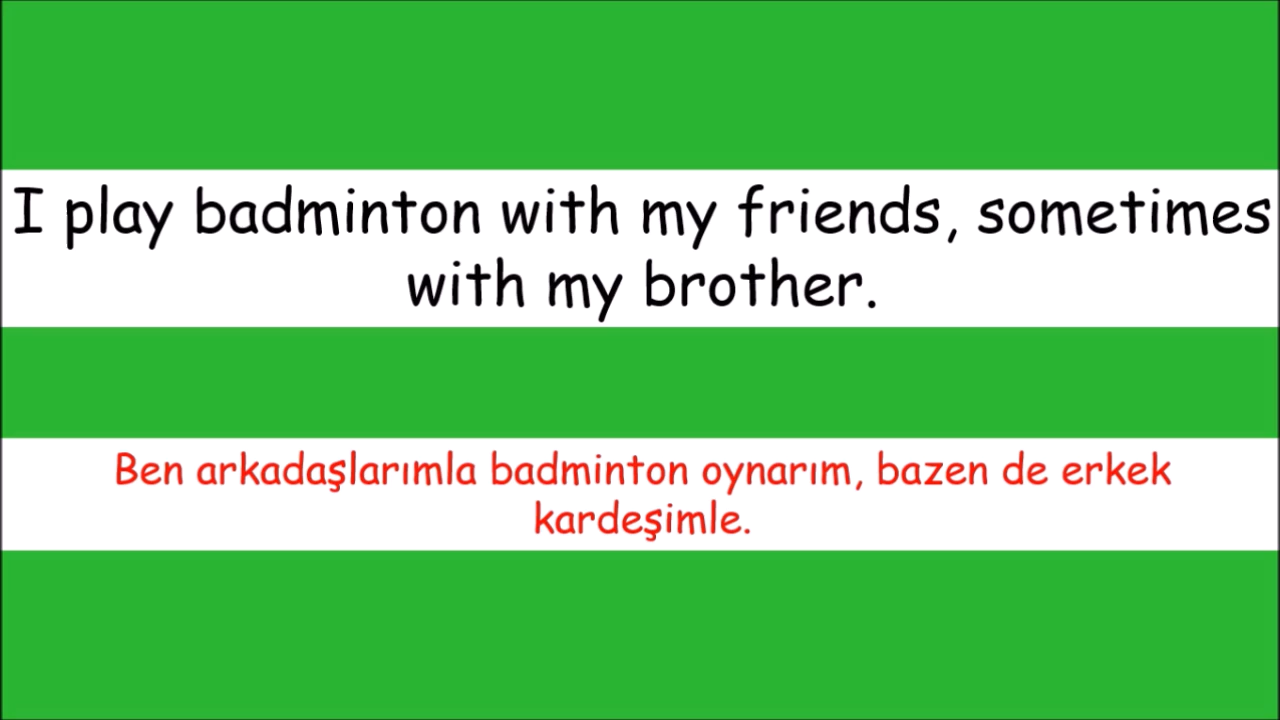 I play badminton with my friends, sometimes
with my brother.
Ben arkadaşlarımla badminton oynarım, bazen de erkek
kardeşimle.